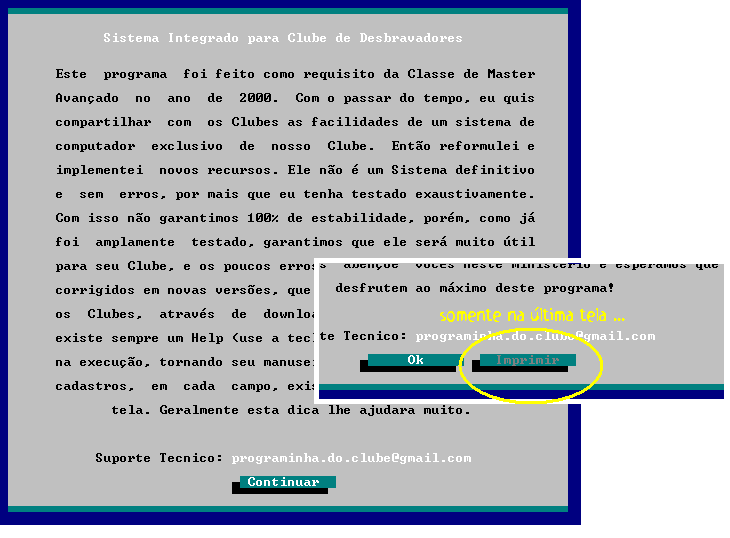 Sistema Integrado para Clube de Desbravadores
Este programa foi feito como requisito da Classe de Master
Avançado no ano de 2000. Com o passar do tempo, eu quis
compartilhar com os Clubes as facilidades de um sistema de
computador exclusivo de nosso Clube. Então reformulei e
implementei novos recursos. Ele não é um Sistema definitivo
e sem erros, por mais que eu tenha testado exaustivamente.
Com isso não garantimos 100% de estabilidade, porém, como já
foi amplamente testado, garantimos que ele será muito útil
para seu Clube, e os poucos erros
corrigidos em novas versões, que
os Clubes, através de downloa
existe sempre um Help (use a tec
na execução, tornando seu manuse
cadastros, em cada campo, exis
tela. Geralmente esta dica lhe ajudara muito.
Suporte Tecnico: programinha.do.clube@gmail.com
Continuar
abençoe vocês neste ministério e esperamos que
desfrutem ao máximo deste programa!
somente na última tela ...
te Tecnico: programinha.do.clube@gmail.com
Ok Imprimir